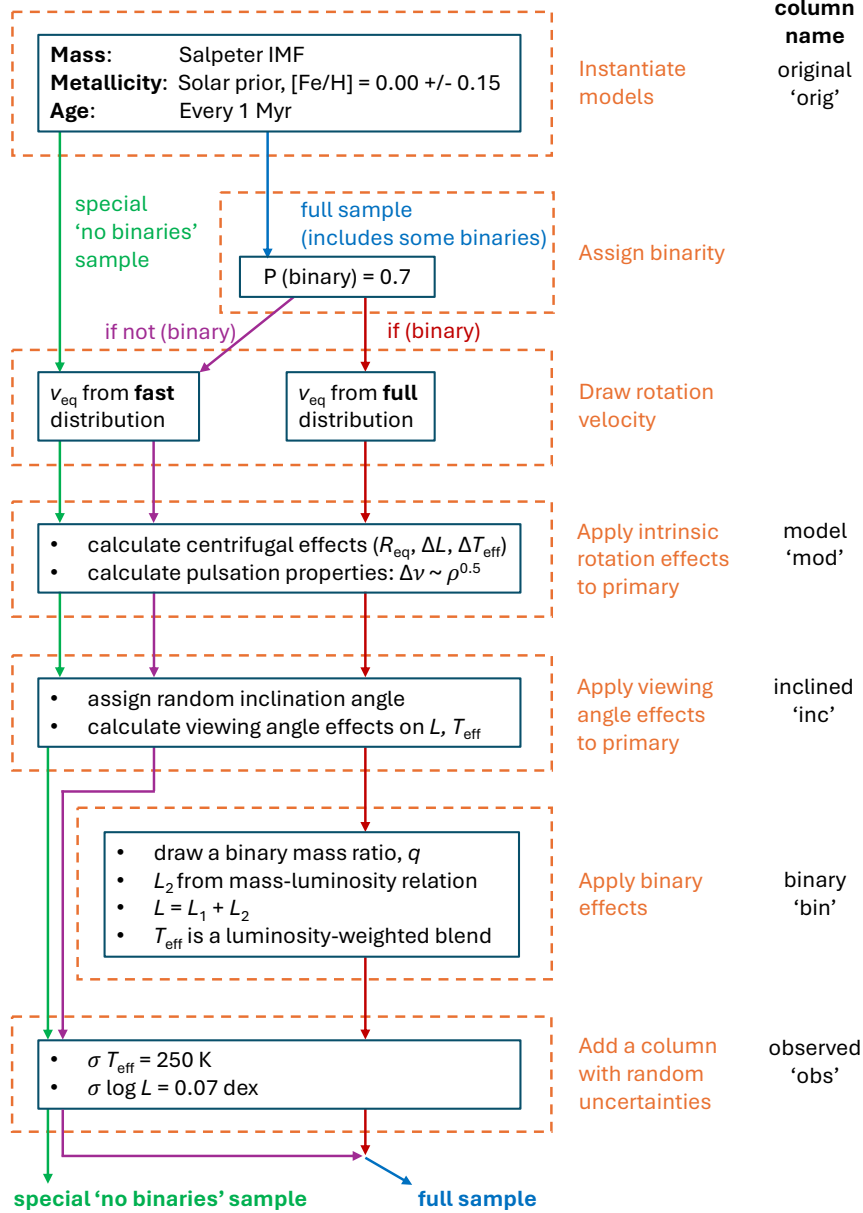 column
name
Mass: Salpeter IMF
Metallicity: Solar prior, [Fe/H] = 0.00 +/- 0.15
Age: Every 1 Myr
Instantiate
models
original
'orig'
special
'no binaries'
sample
full sample
(includes some binaries)
P (binary) = 0.7
Assign binarity
if not (binary)
if (binary)
v_eq from fast
distribution
v_eq from full
distribution
Draw rotation
velocity
• calculate centrifugal effects (R_eq, ΔL, ΔT_eff)
• calculate pulsation properties: Δν ~ ρ^0.5
Apply intrinsic
rotation effects
to primary
model
'mod'
• assign random inclination angle
• calculate viewing angle effects on L, T_eff
Apply viewing
angle effects
to primary
inclined
'inc'
• draw a binary mass ratio, q
• L_2 from mass-luminosity relation
• L = L_1 + L_2
• T_eff is a luminosity-weighted blend
Apply binary
effects
binary
'bin'
• σ T_eff = 250 K
• σ log L = 0.07 dex
Add a column
with random
uncertainties
observed
'obs'
special 'no binaries' sample
full sample